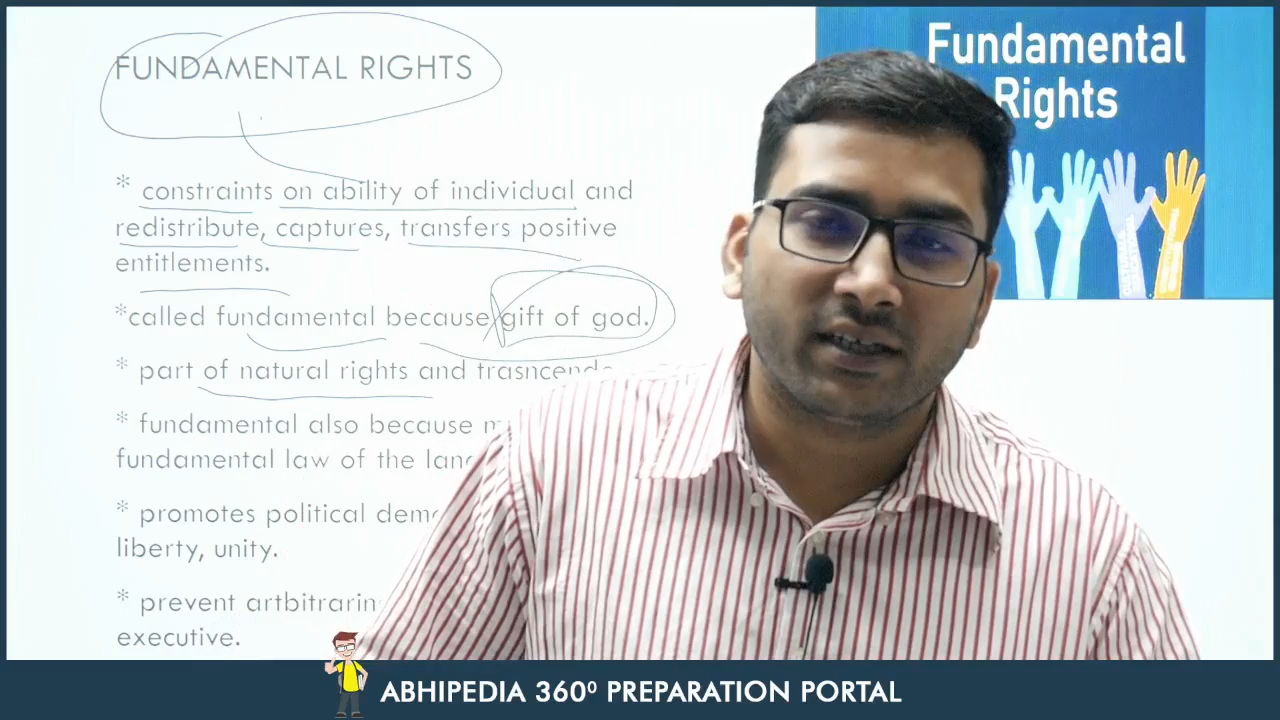 FUNDAMENTAL RIGHTS
* constraints on ability of individual and
redistribute, captures, transfers positive
entitlements.
*called fundamental because gift of god.
* part of natural rights and
* fundamental also because
fundamental law of the
* promotes political
liberty, unity.
* prevent
executive.
Fundamental
Rights
ABHIPEDIA 360⁰ PREPARATION PORTAL